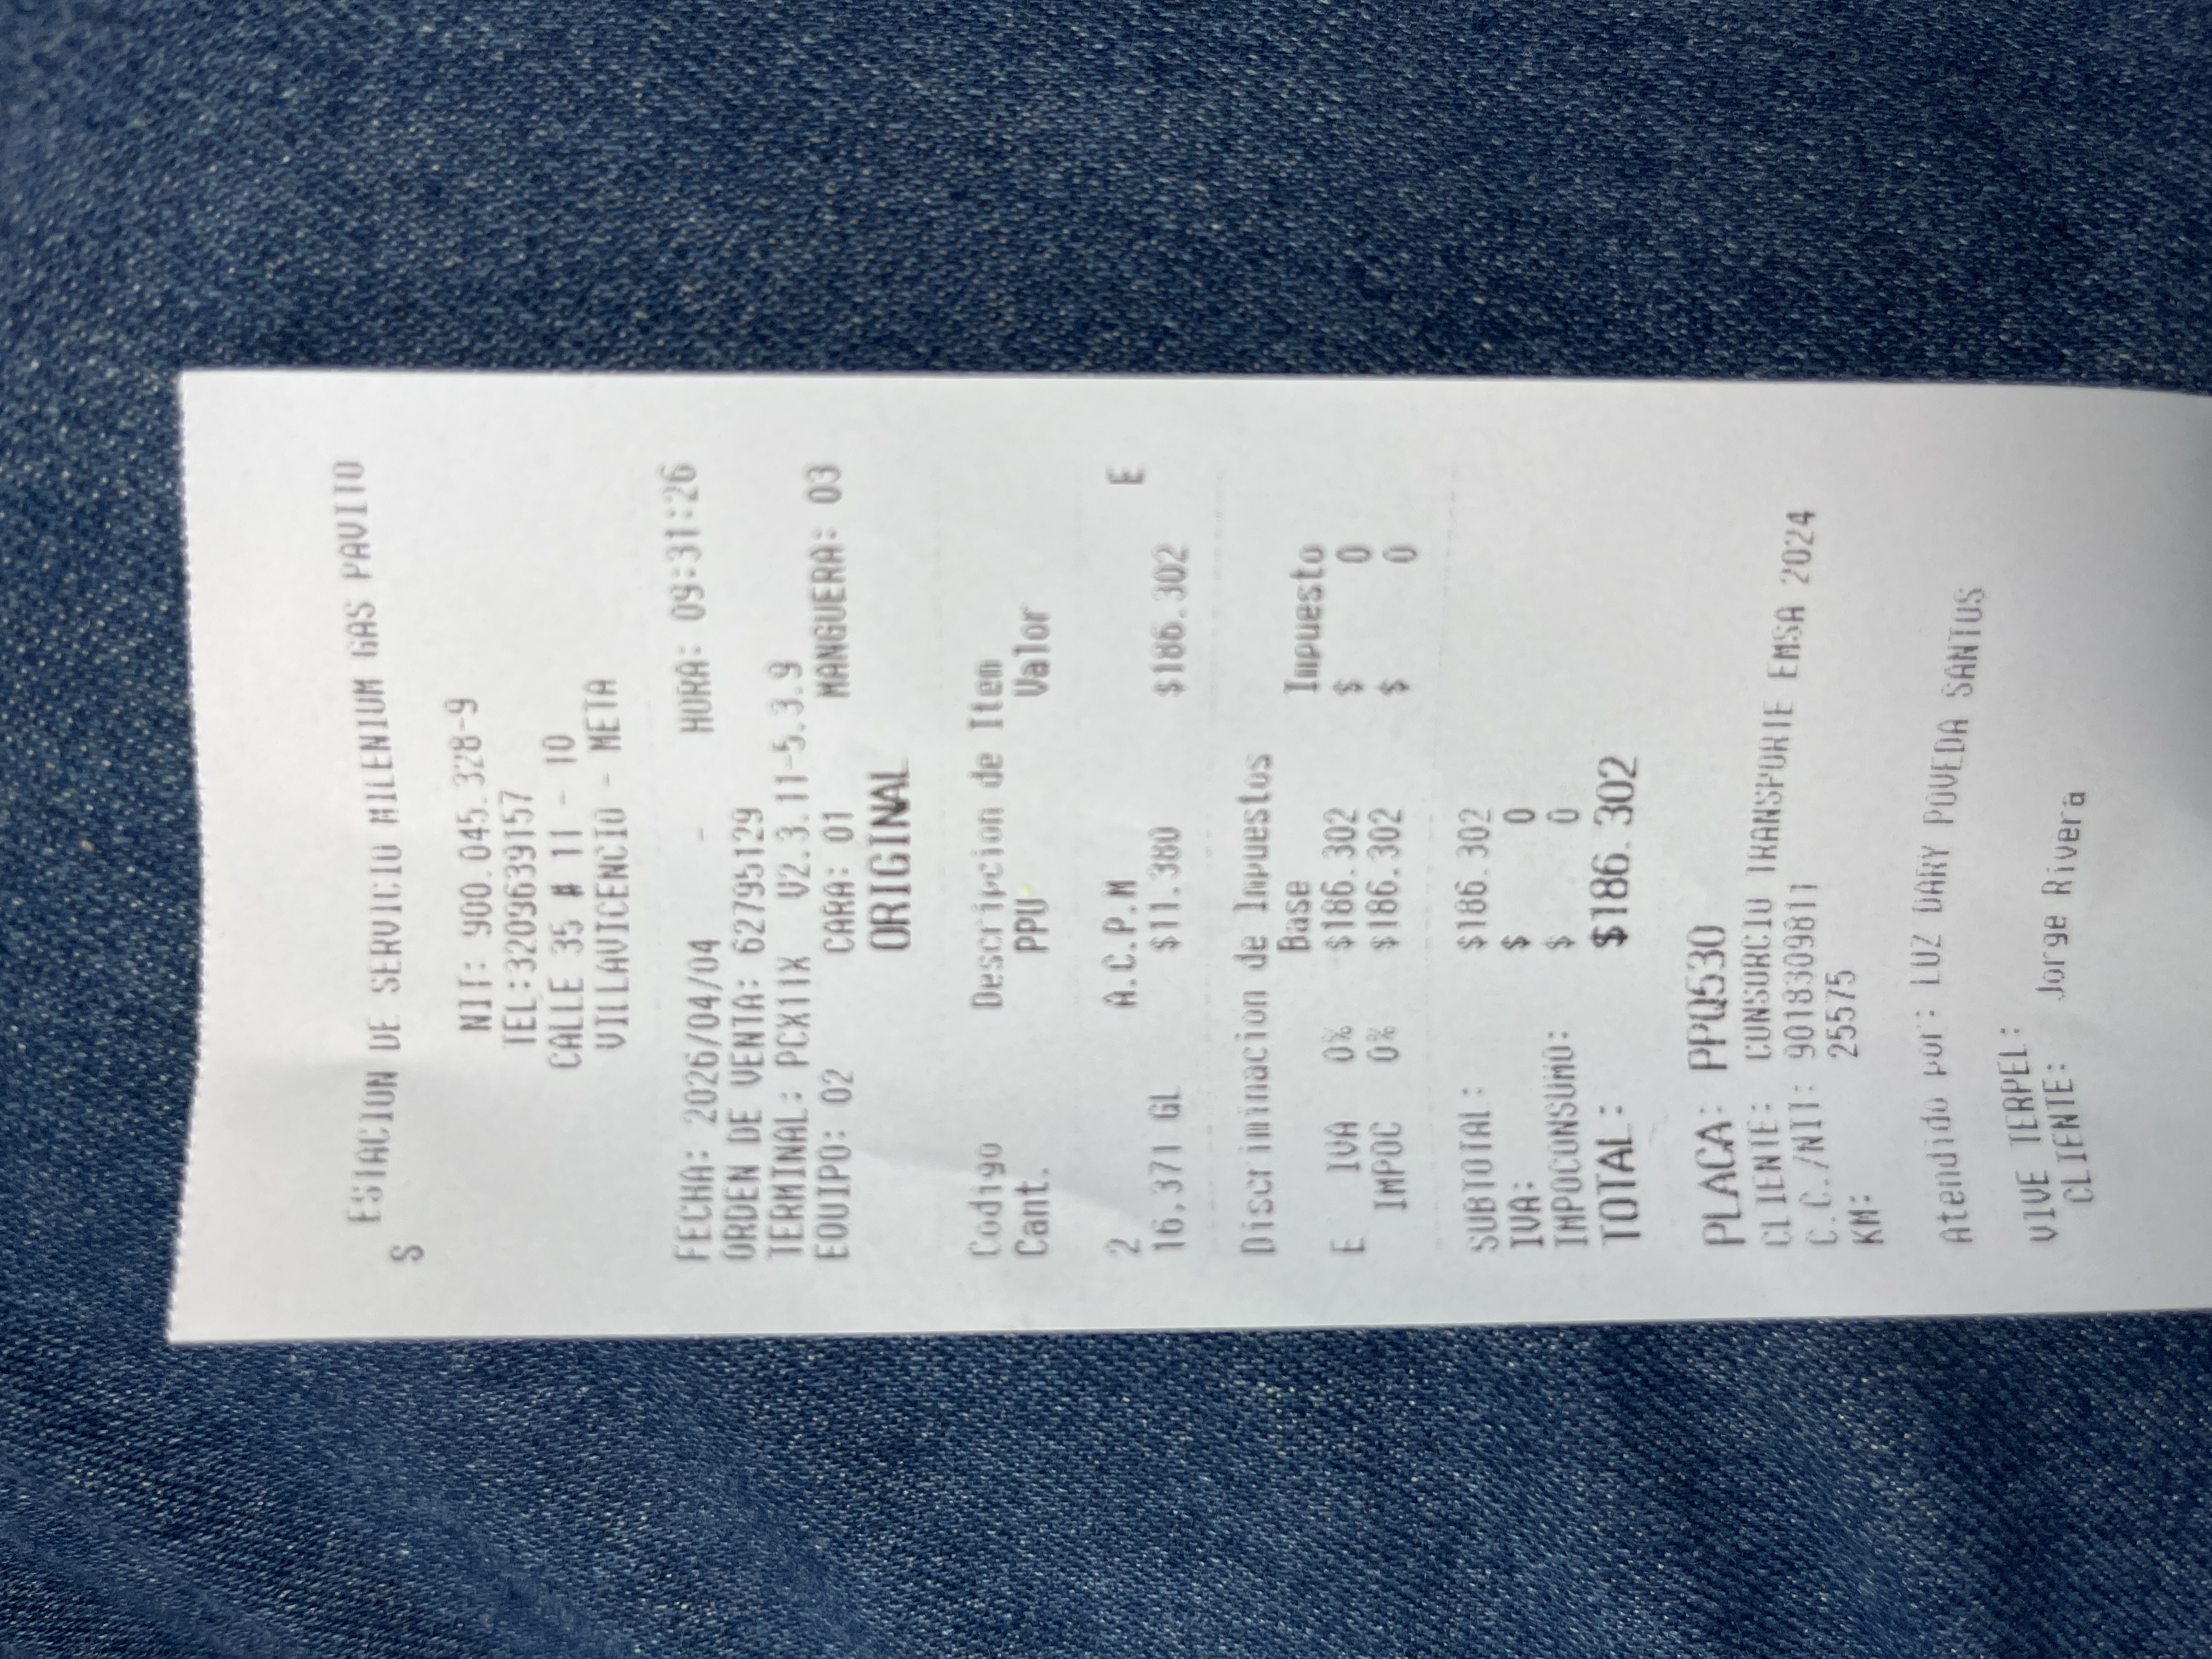 ESTACION DE SERVICIO MILENIUM GAS PAVITO
S
NIT: 900.045.328-9
TEL:3209639157
CALLE 35 # 11 - 10
VILLAVICENCIO - META
FECHA: 2026/04/04 - HORA: 09:31:26
ORDEN DE VENTA: 627795129
TERMINAL: PCX11X V2.3.11-5.3.9
EQUIPO: 02 CARA: 01 MANGUERA: 03
ORIGINAL
Codigo Descripcion de Item
Cant. PPU Valor
2 A.C.P.M E
16,371 GL $11.380 $186.302
Discriminacion de Impuestos
Base Impuesto
E IVA 0% $186.302 $ 0
IMPOC 0% $186.302 $ 0
SUBTOTAL: $186.302
IVA: $ 0
IMPOCONSUMO: $ 0
TOTAL: $186.302
PLACA: PPQ530
CLIENTE: CONSORCIO TRANSPORTE EMSA 2024
C.C./NIT: 9018309811
KM: 25575
Atendido por: LUZ DARY POVEDA SANTOS
VIVE TERPEL:
CLIENTE: Jorge Rivera